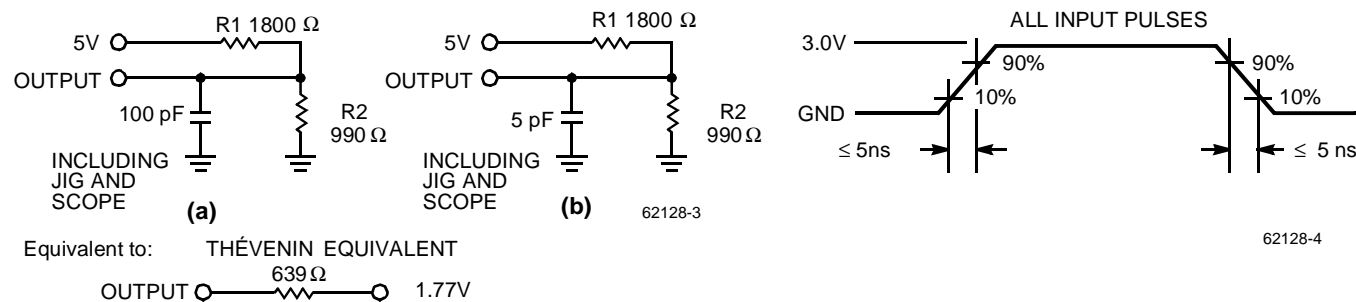 R1 1800 Ω
5V
OUTPUT
100 pF
R2
990 Ω
INCLUDING
JIG AND
SCOPE
(a)
R1 1800 Ω
5V
OUTPUT
5 pF
R2
990 Ω
INCLUDING
JIG AND
SCOPE
(b)
62128-3
ALL INPUT PULSES
3.0V
90%
10%
GND
90%
10%
≤ 5ns
≤ 5 ns
62128-4
Equivalent to: THÉVENIN EQUIVALENT
639 Ω
OUTPUT 1.77V